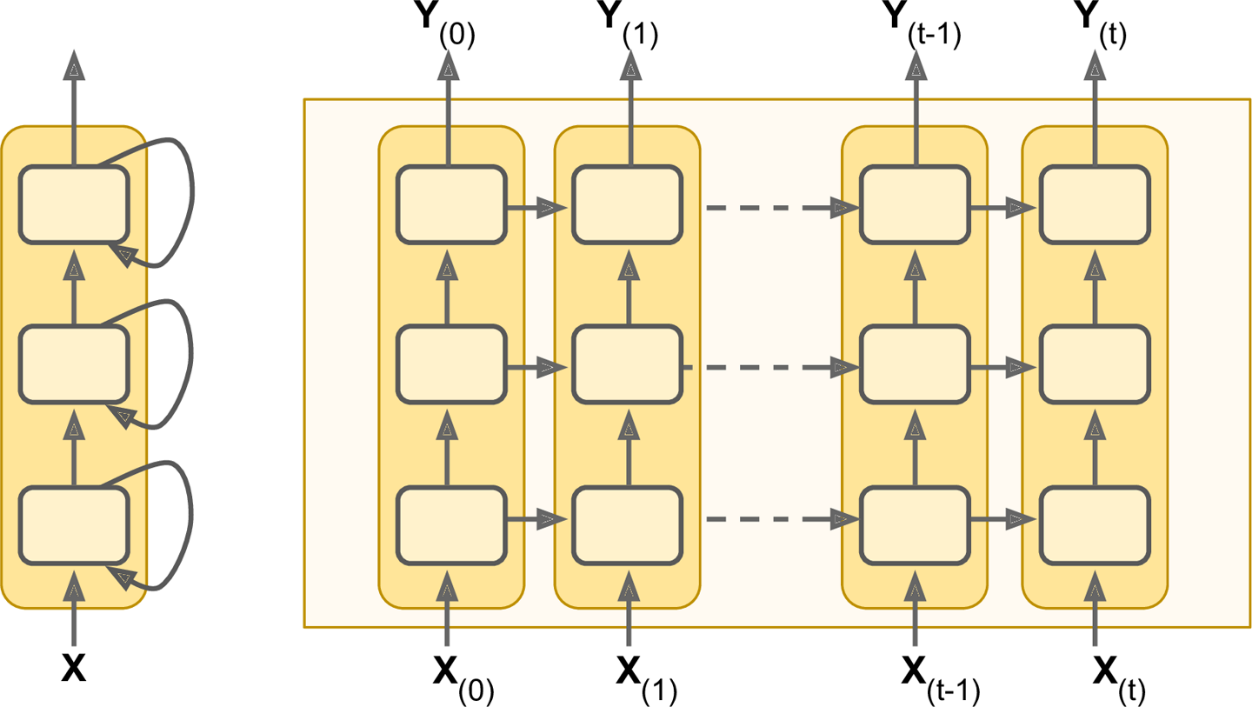 Y(0) Y(1) Y(t-1) Y(t)
X X(0) X(1) X(t-1) X(t)